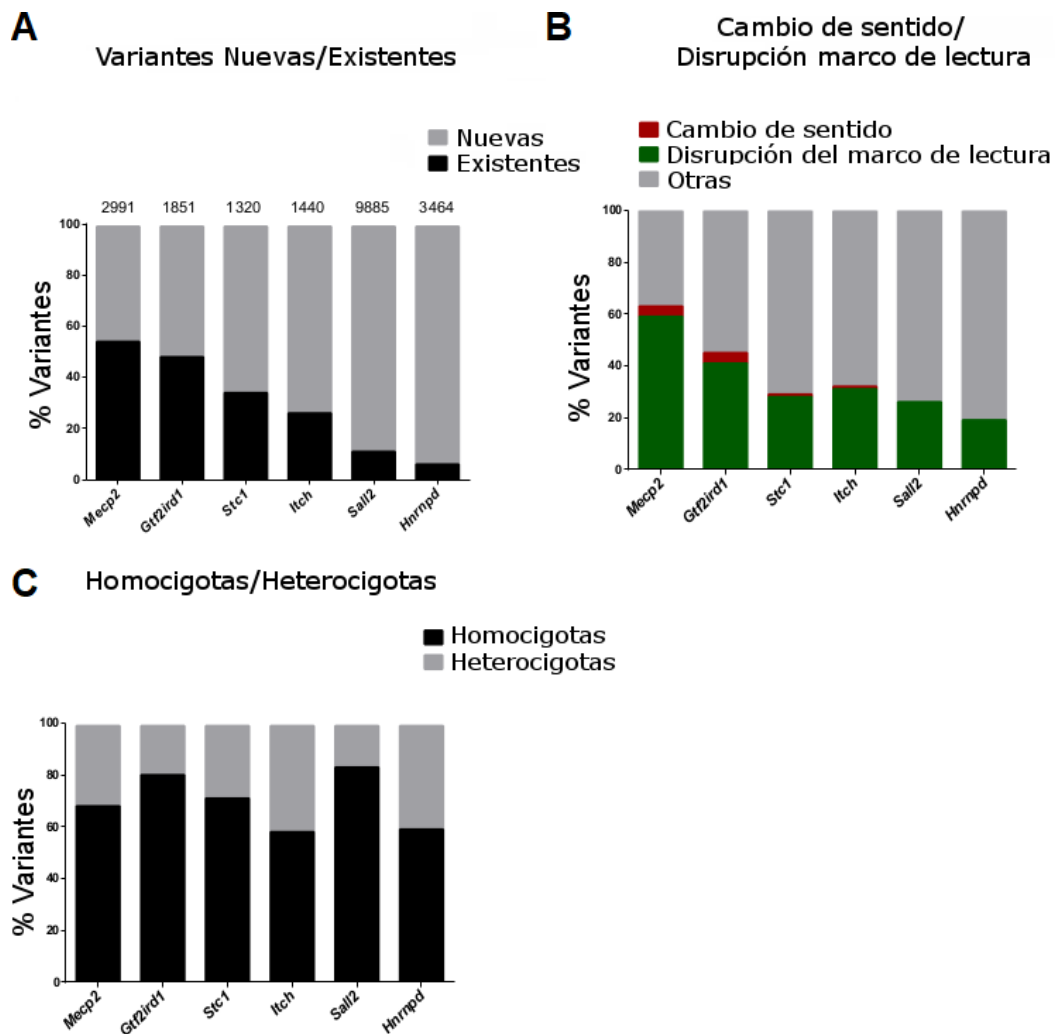 A
Variantes Nuevas/Existentes
Nuevas
Existentes
2991 1851 1320 1440 9885 3464
100
80
60
40
20
0
% Variantes
Mecp2 Gtf2ird1 Stc1 Itch Sall2 Hnrnpd
B
Cambio de sentido/
Disrupción marco de lectura
Cambio de sentido
Disrupción del marco de lectura
Otras
100
80
60
40
20
0
% Variantes
Mecp2 Gtf2ird1 Stc1 Itch Sall2 Hnrnpd
C
Homocigotas/Heterocigotas
Homocigotas
Heterocigotas
100
80
60
40
20
0
% Variantes
Mecp2 Gtf2ird1 Stc1 Itch Sall2 Hnrnpd